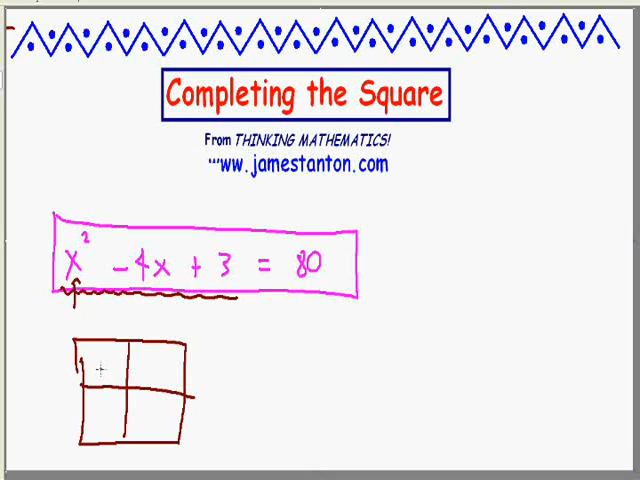 Completing the Square
From THINKING MATHEMATICS!
www.jamestanton.com
x² - 4x + 3 = 80